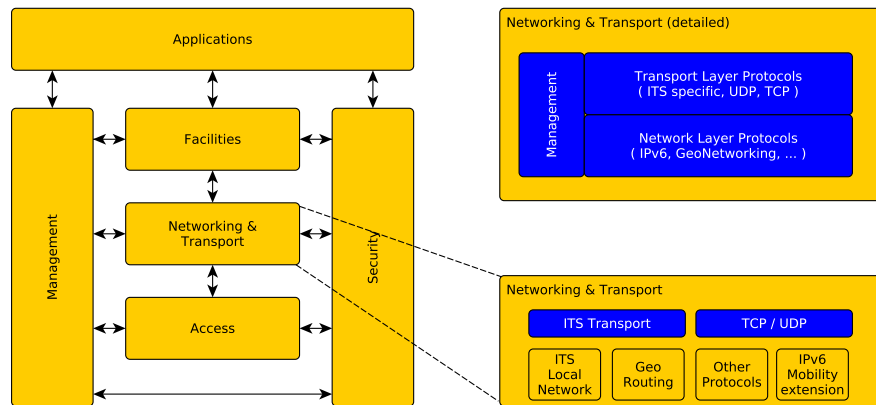 Applications
Facilities
Management
Networking &
Transport
Security
Access
Networking & Transport (detailed)
Management
Transport Layer Protocols
( ITS specific, UDP, TCP )
Network Layer Protocols
( IPv6, GeoNetworking, ... )
Networking & Transport
ITS Transport
TCP / UDP
ITS
Local
Network
Geo
Routing
Other
Protocols
IPv6
Mobility
extension